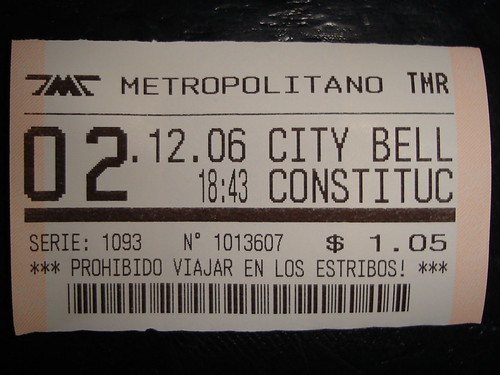 METROPOLITANO TMR
02.12.06 CITY BELL
18:43 CONSTITUC
SERIE: 1093 N° 1013607 $ 1.05
*** PROHIBIDO VIAJAR EN LOS ESTRIBOS! ***